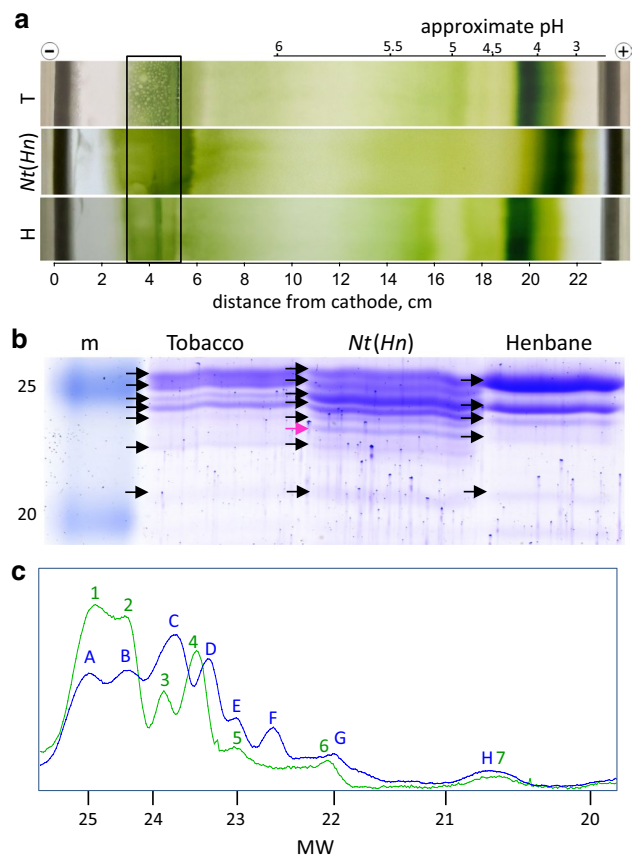 a
approximate pH
6 5.5 5 4,5 4 3
− +
T
Nt(Hn)
H
0 2 4 6 8 10 12 14 16 18 20 22
distance from cathode, cm
b
m Tobacco Nt(Hn) Henbane
25
20
c
1 2 3 4 5 6 7
A B C D E F G H
25 24 23 22 21 20
MW